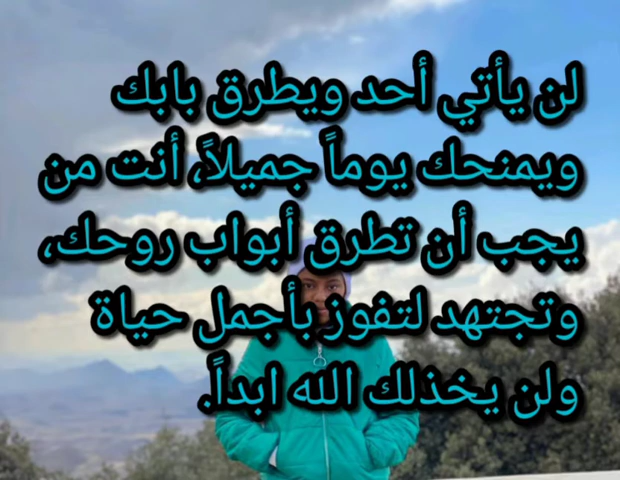 لن يأتي أحد ويطرق بابك
ويمنحك يوماً جميلاً، أنت من
يجب أن تطرق أبواب روحك،
وتجتهد لتفوز بأجمل حياة
ولن يخذلك الله ابداً.